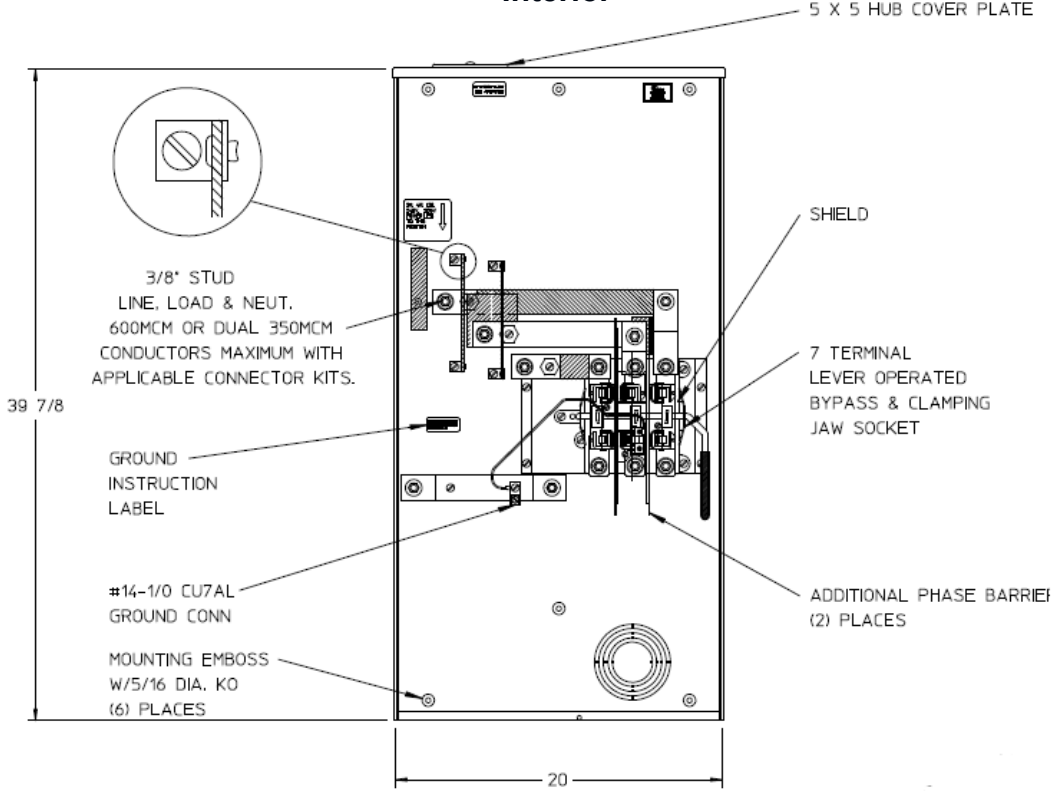 Interior
5 X 5 HUB COVER PLATE
SHIELD
3/8" STUD
LINE, LOAD & NEUT.
600MCM OR DUAL 350MCM
CONDUCTORS MAXIMUM WITH
APPLICABLE CONNECTOR KITS.
7 TERMINAL
LEVER OPERATED
BYPASS & CLAMPING
JAW SOCKET
39 7/8
GROUND
INSTRUCTION
LABEL
#14-1/0 CU7AL
GROUND CONN
ADDITIONAL PHASE BARRIER
(2) PLACES
MOUNTING EMBOSS
W/5/16 DIA. KO
(6) PLACES
20